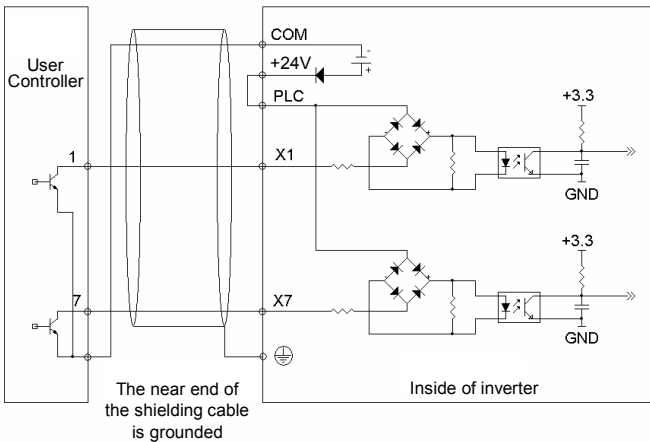 User
Controller
COM
+24V
PLC
+3.3
1
X1
GND
+3.3
7
X7
GND
-
+
-
+
-
+
The near end of
the shielding cable
is grounded
Inside of inverter